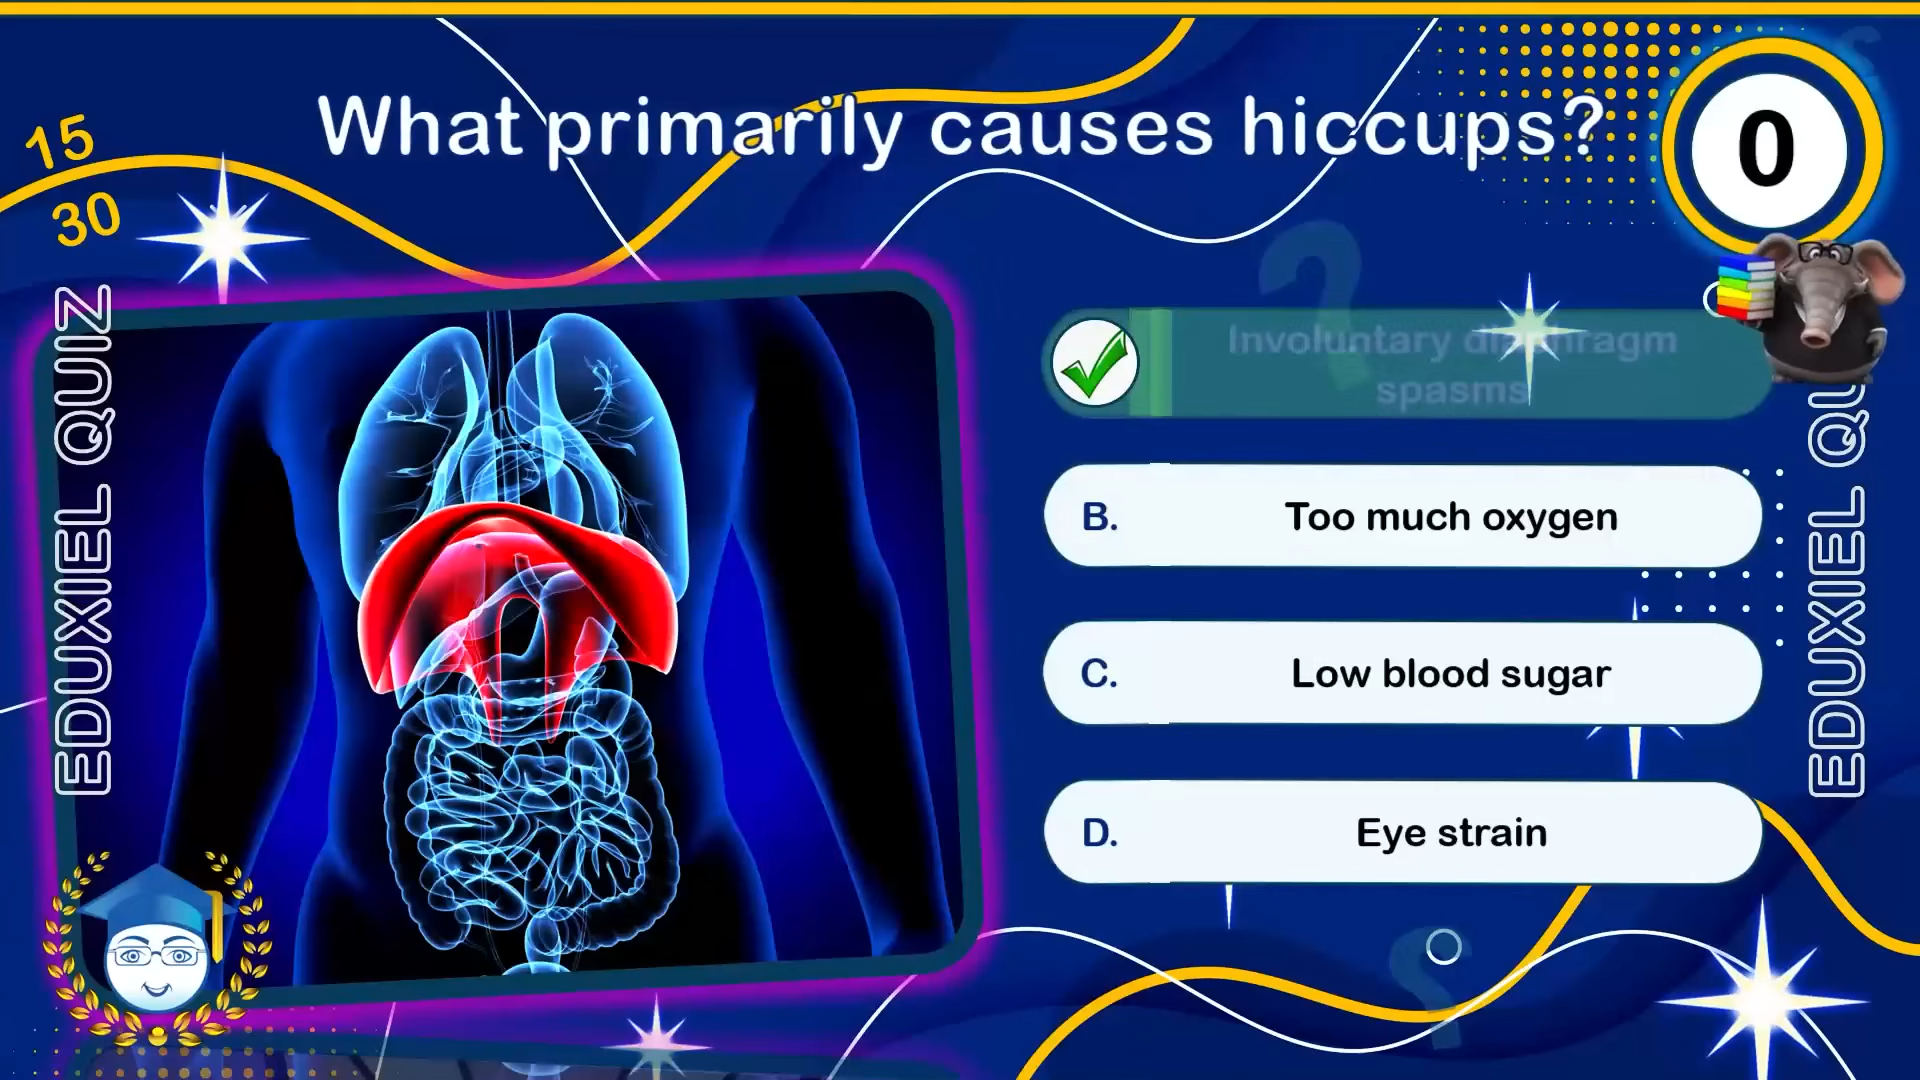 What primarily causes hiccups?
0
15
30
EDUXIEL QUIZ
Involuntary diaphragm
spasms
B. Too much oxygen
C. Low blood sugar
D. Eye strain
EDUXIEL QU